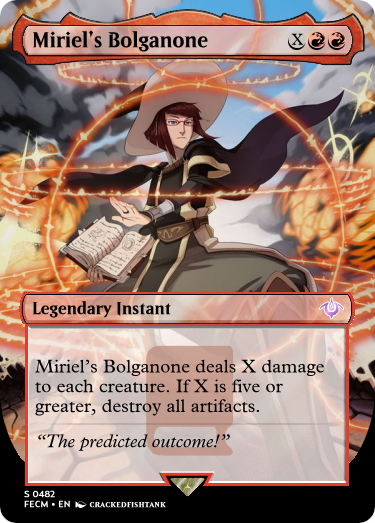 Miriel's Bolganone X
Legendary Instant
Miriel's Bolganone deals X damage
to each creature. If X is five or
greater, destroy all artifacts.
“The predicted outcome!”
S 0482
FECM • EN CRACKEDFISHTANK